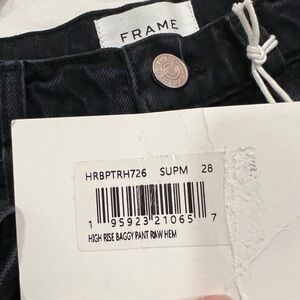 FRAME
HRBPTRH726 SUPM 28
1 95923 21065 7
HIGH RISE BAGGY PANT RAW HEM